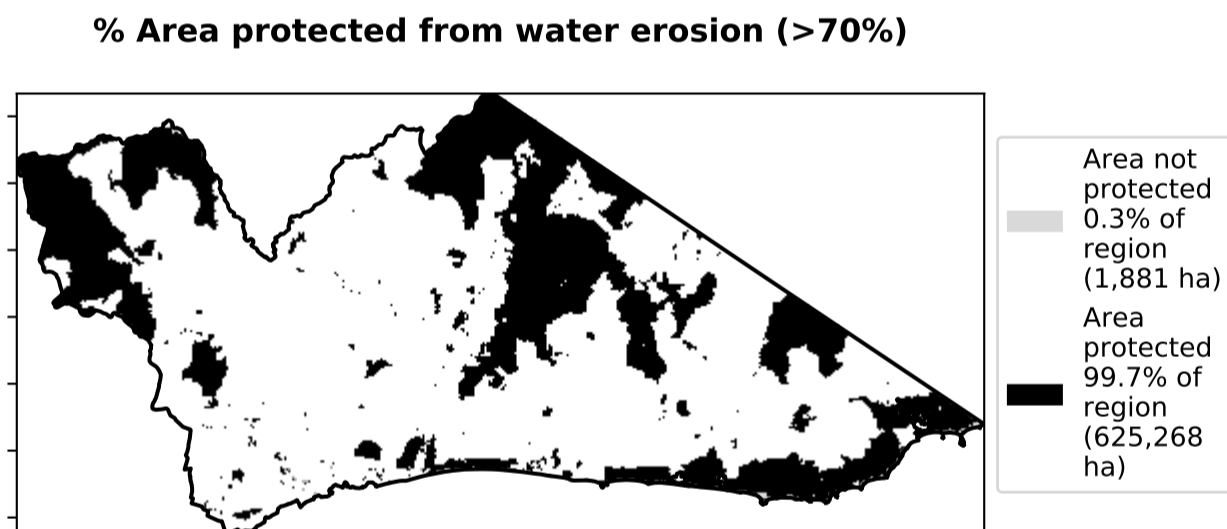 % Area protected from water erosion (>70%)
Area not
protected
0.3% of
region
(1,881 ha)
Area
protected
99.7% of
region
(625,268
ha)